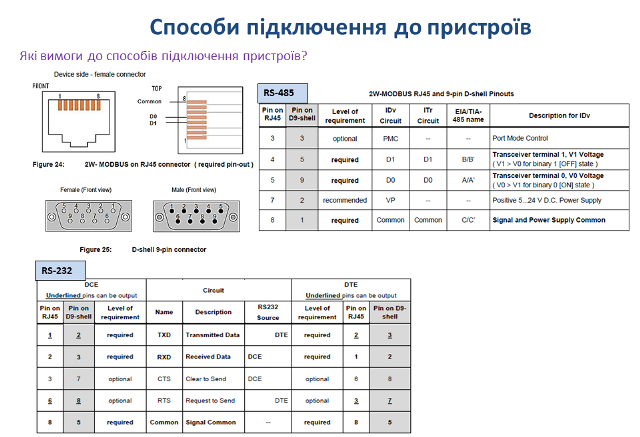 Способи підключення до пристроїв
Які вимоги до способів підключення пристроїв?
Device side - female connector
FRONT
1 8
TOP
Common
8
D0
D1
1
Figure 24: 2W- MODBUS on RJ45 connector ( required pin-out )
Female (Front view) Male (Front view)
5 4 3 2 1
9 8 7 6
1 2 3 4 5
6 7 8 9
Figure 25: D-shell 9-pin connector
RS-485
2W-MODBUS RJ45 and 9-pin D-shell Pinouts
Pin on RJ45 Pin on D9-shell Level of requirement IDv Circuit ITr Circuit EIA/TIA-485 name Description for IDv
3 3 optional PMC -- -- Port Mode Control
4 5 required D1 D1 B/B' Transceiver terminal 1, V1 Voltage
( V1 > V0 for binary 1 [OFF] state )
5 9 required D0 D0 A/A' Transceiver terminal 0, V0 Voltage
( V0 > V1 for binary 0 [ON] state )
7 2 recommended VP -- -- Positive 5...24 V D.C. Power Supply
8 1 required Common Common C/C' Signal and Power Supply Common
RS-232
DCE
Underlined pins can be output
Circuit
DTE
Underlined pins can be output
Pin on RJ45 Pin on D9-shell Level of requirement Name Description RS232 Source Level of requirement Pin on RJ45 Pin on D9-shell
1 2 required TXD Transmitted Data DTE required 2 3
2 3 required RXD Received Data DCE required 1 2
3 7 optional CTS Clear to Send DCE optional 6 8
6 8 optional RTS Request to Send DTE optional 3 7
8 5 required Common Signal Common -- required 8 5